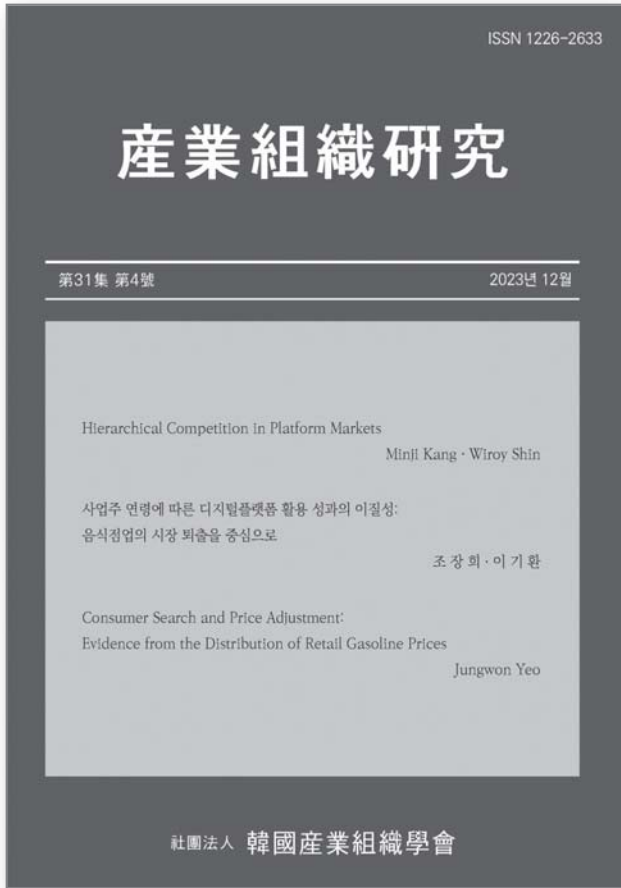 ISSN 1226-2633
産業組織硏究
第31集 第4號
2023년 12월
Hierarchical Competition in Platform Markets
Minji Kang · Wiroy Shin
사업주 연령에 따른 디지털플랫폼 활용 성과의 이질성:
음식점업의 시장 퇴출을 중심으로
조장희·이기환
Consumer Search and Price Adjustment:
Evidence from the Distribution of Retail Gasoline Prices
Jungwon Yeo
社團法人 韓國産業組織學會